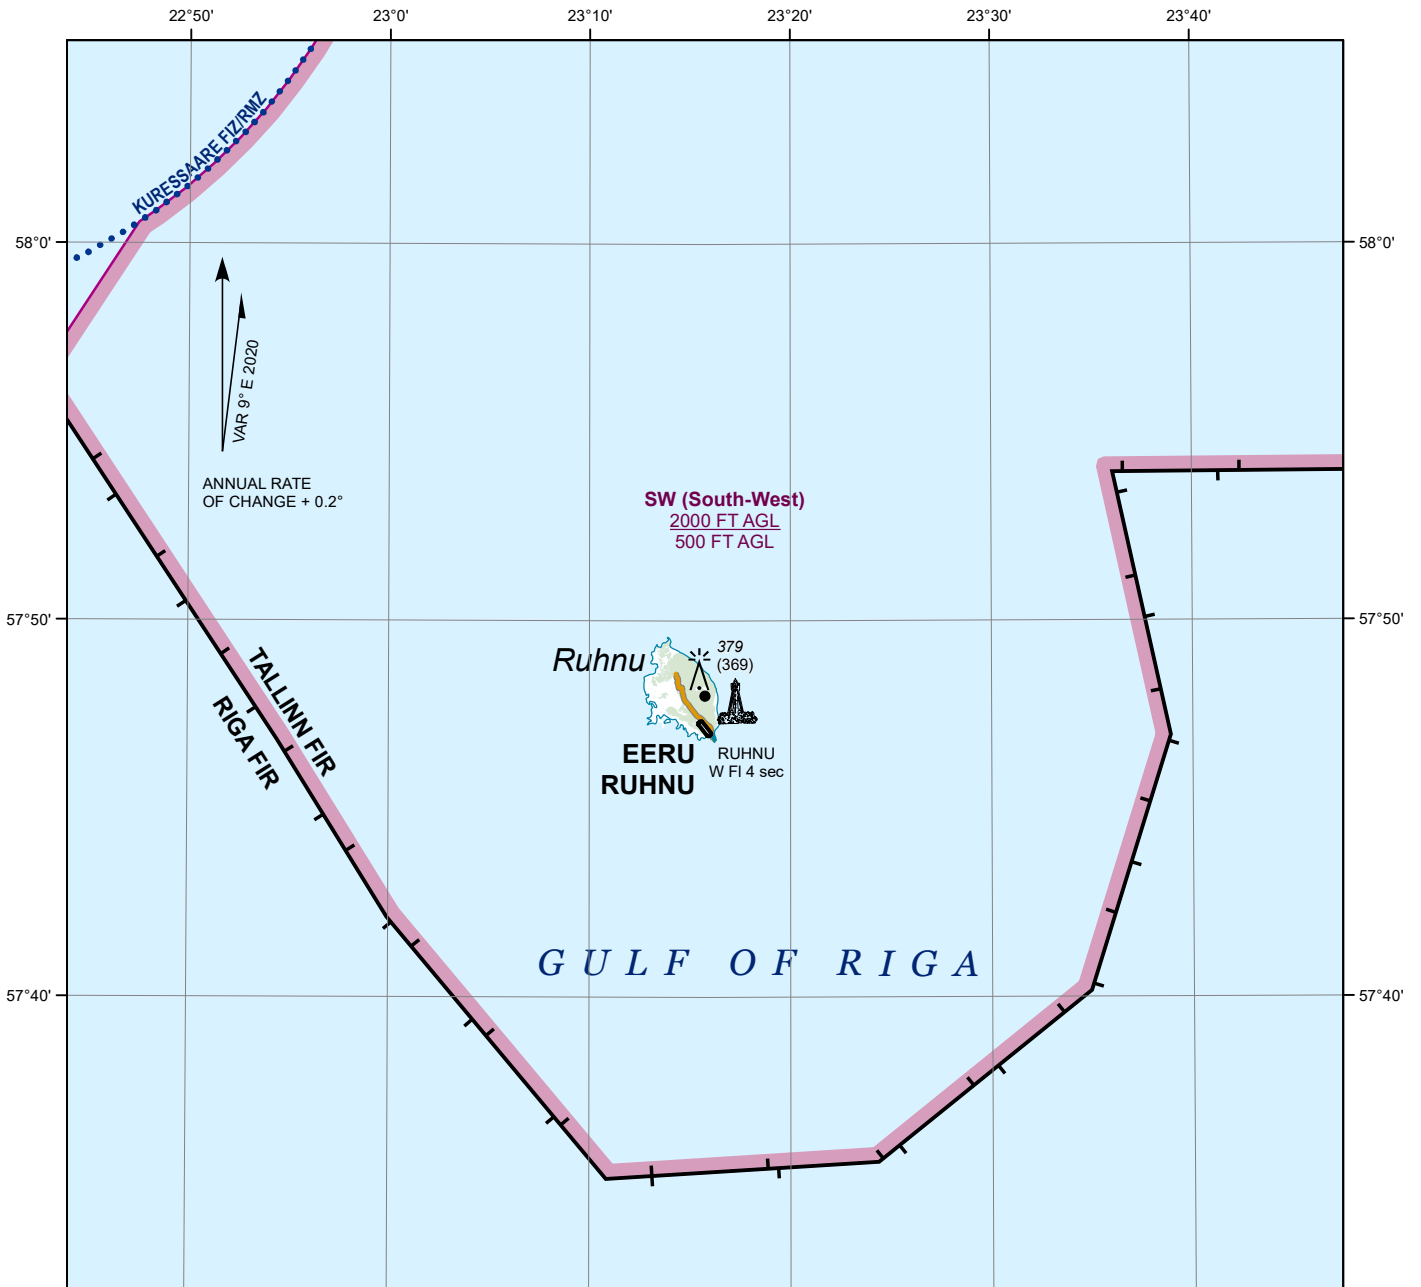 22°50' 23°0' 23°10' 23°20' 23°30' 23°40'
KURESSAARE FIZ/RMZ
58°0' 58°0'
VAR 9° E 2020
ANNUAL RATE
OF CHANGE + 0.2°
SW (South-West)
2000 FT AGL
500 FT AGL
57°50' 57°50'
Ruhnu
379
(369)
TALLINN FIR
RIGA FIR
EERU
RUHNU
RUHNU
W Fl 4 sec
GULF OF RIGA
57°40' 57°40'